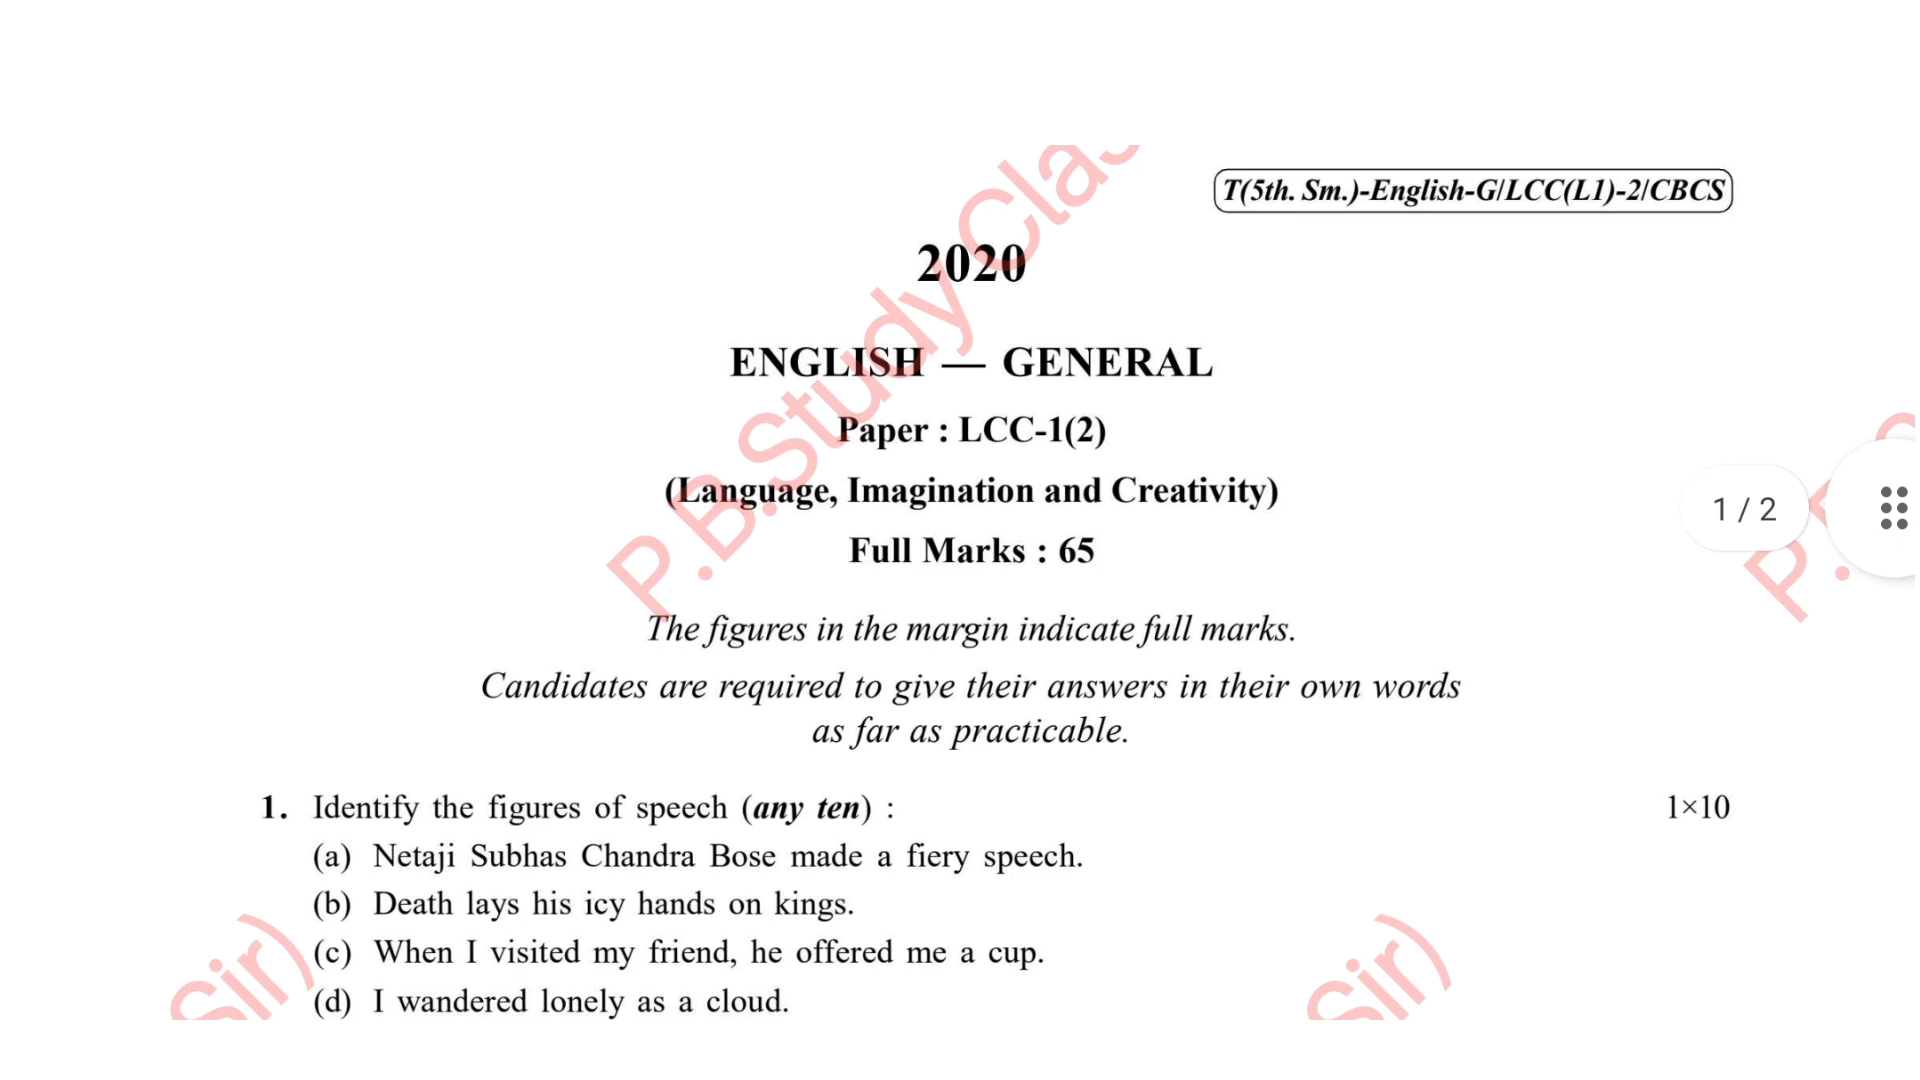 T(5th. Sm.)-English-G/LCC(L1)-2/CBCS
2020
ENGLISH — GENERAL
Paper : LCC-1(2)
(Language, Imagination and Creativity)
Full Marks : 65
The figures in the margin indicate full marks.
Candidates are required to give their answers in their own words
as far as practicable.
1. Identify the figures of speech (any ten) : 1×10
(a) Netaji Subhas Chandra Bose made a fiery speech.
(b) Death lays his icy hands on kings.
(c) When I visited my friend, he offered me a cup.
(d) I wandered lonely as a cloud.
1 / 2
P.B.Study Clas
Sir)
Sir)
P.